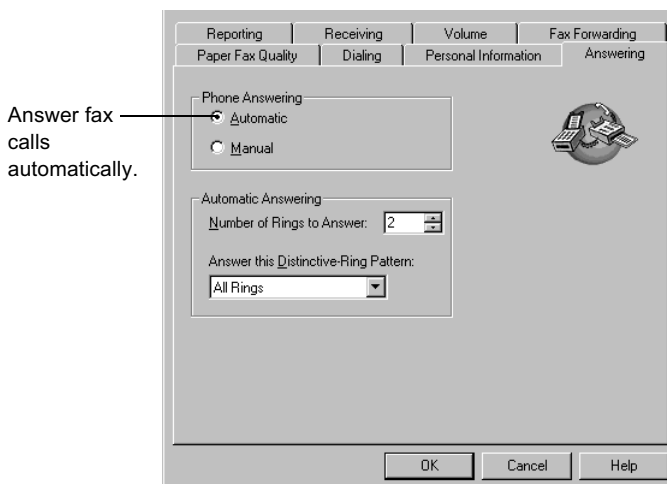 Reporting Receiving Volume Fax Forwarding
Paper Fax Quality Dialing Personal Information Answering
Answer fax
calls
automatically.
Phone Answering
Automatic
Manual
Automatic Answering
Number of Rings to Answer: 2
Answer this Distinctive-Ring Pattern:
All Rings
OK Cancel Help